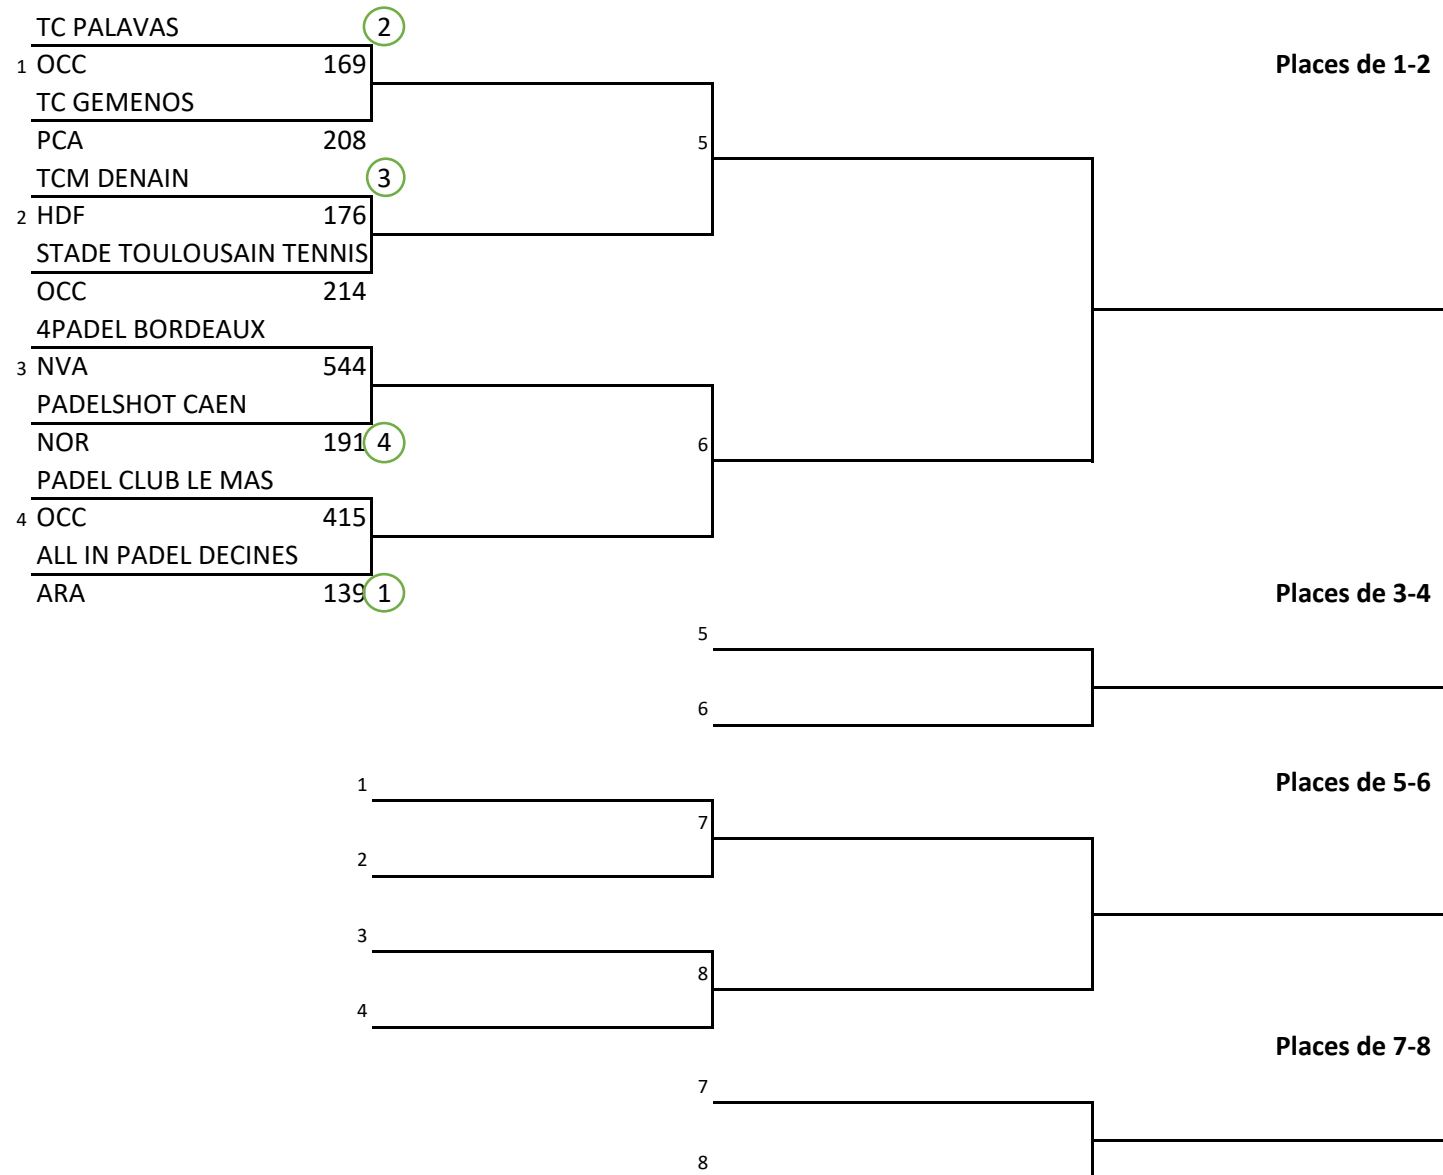 TC PALAVAS 2
1 OCC 169 Places de 1-2
TC GEMENOS
PCA 208 5
TCM DENAIN 3
2 HDF 176
STADE TOULOUSAIN TENNIS
OCC 214
4PADEL BORDEAUX
3 NVA 544
PADELSHOT CAEN
NOR 191 4 6
PADEL CLUB LE MAS
4 OCC 415
ALL IN PADEL DECINES
ARA 139 1 Places de 3-4
5
6
1 Places de 5-6
7
2
3
8
4
Places de 7-8
7
8